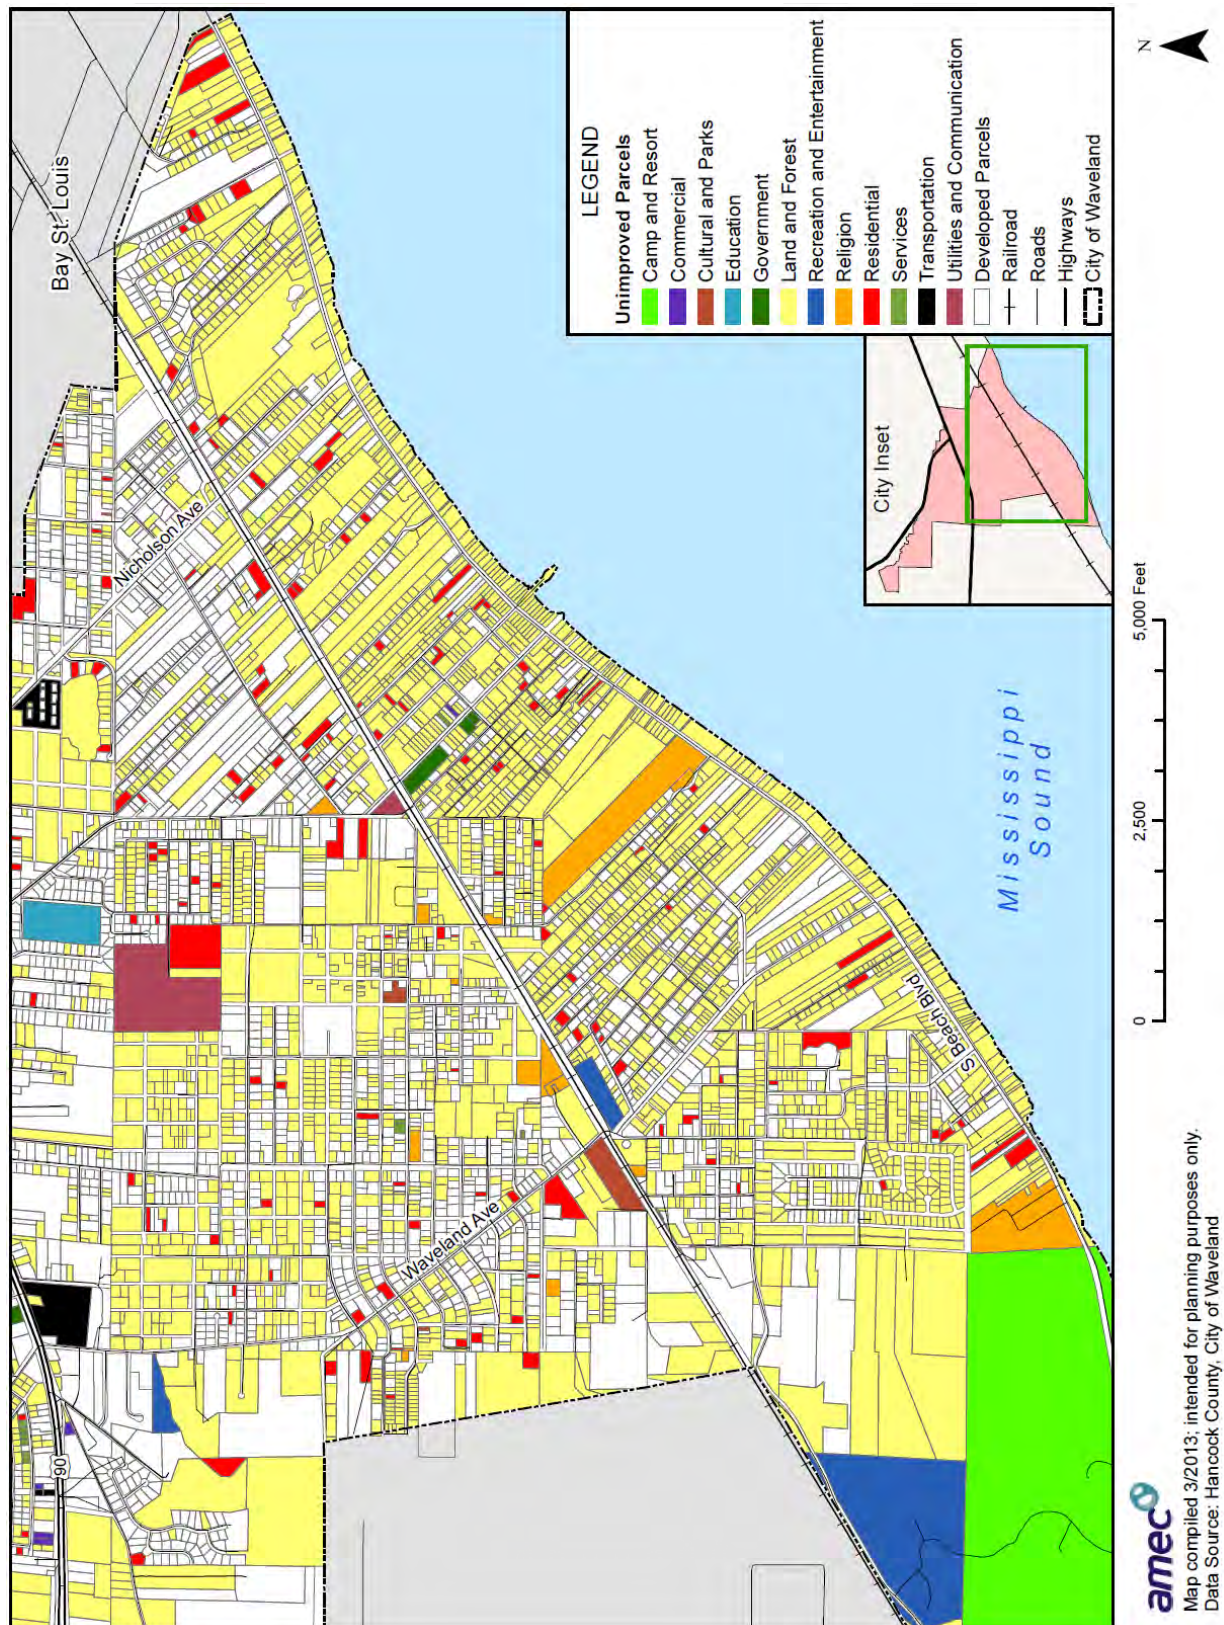 Bay St. Louis
Nicholson Ave
Waveland Ave
S Beach Blvd
90
Mississippi
Sound
LEGEND
Unimproved Parcels
Camp and Resort
Commercial
Cultural and Parks
Education
Government
Land and Forest
Recreation and Entertainment
Religion
Residential
Services
Transportation
Utilities and Communication
Developed Parcels
Railroad
Roads
Highways
City of Waveland
City Inset
N
0 2,500 5,000 Feet
amec
Map compiled 3/2013; intended for planning purposes only.
Data Source: Hancock County, City of Waveland